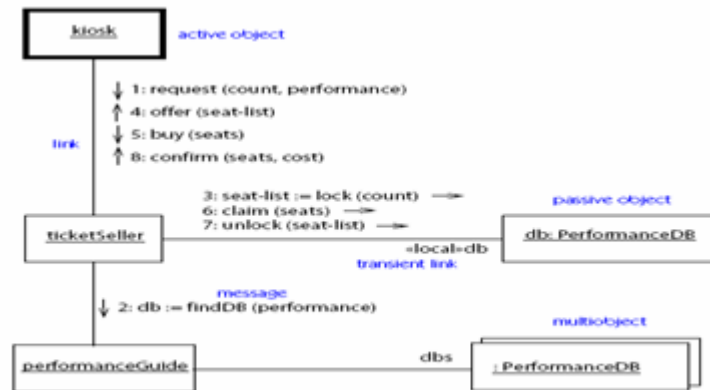 kiosk
active object
1: request (count, performance)
4: offer (seat-list)
link
5: buy (seats)
8: confirm (seats, cost)
3: seat-list := lock (count)
6: claim (seats)
passive object
7: unlock (seat-list)
ticketSeller
db: PerformanceDB
«local»db
transient link
message
2: db := findDB (performance)
multiobject
performanceGuide
dbs
: PerformanceDB